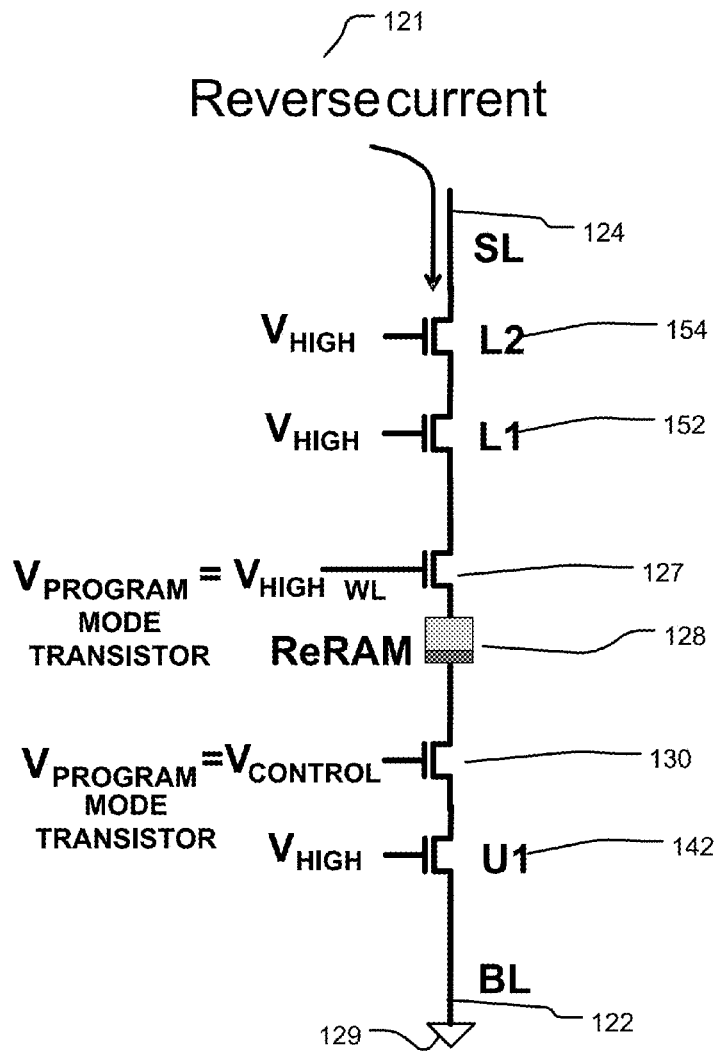 121
Reverse current
124
SL
VHIGH
L2
154
VHIGH
L1
152
VPROGRAM = VHIGH WL
MODE
TRANSISTOR
127
ReRAM
128
VPROGRAM =VCONTROL
MODE
TRANSISTOR
130
VHIGH
U1
142
BL
129
122